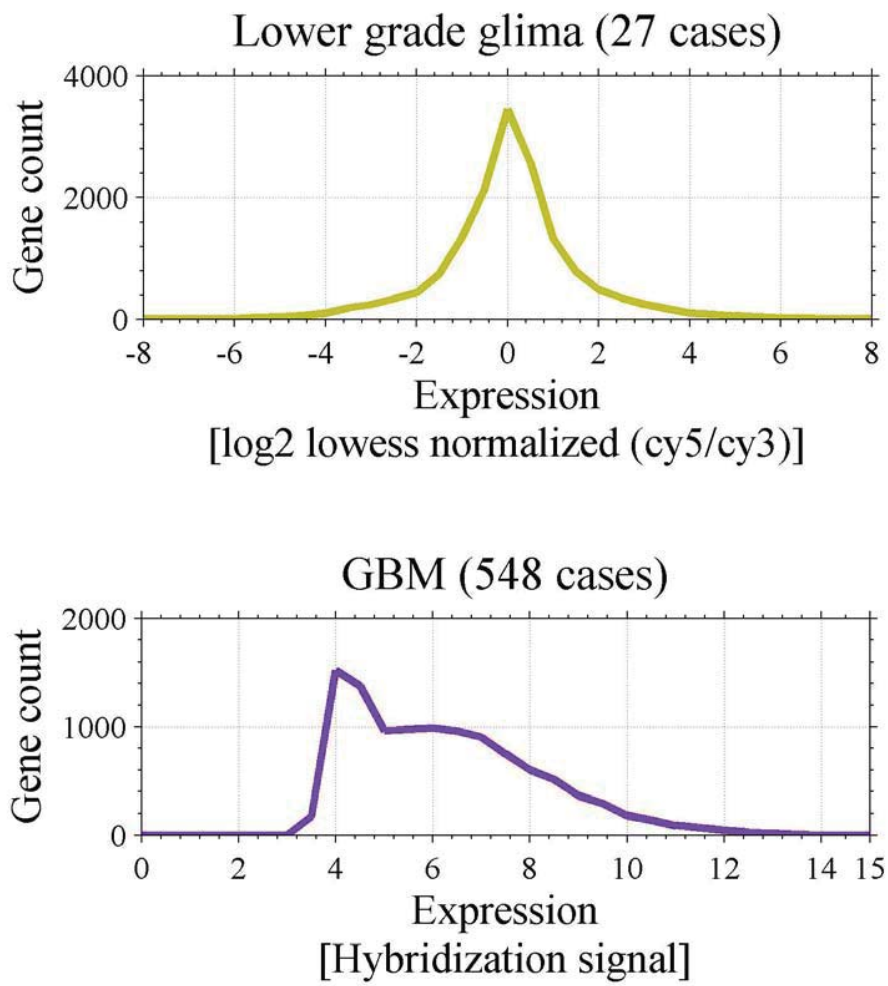 Lower grade glima (27 cases)
4000
2000
0
Gene count
-8 -6 -4 -2 0 2 4 6 8
Expression
[log2 lowess normalized (cy5/cy3)]
GBM (548 cases)
2000
1000
0
Gene count
0 2 4 6 8 10 12 14 15
Expression
[Hybridization signal]